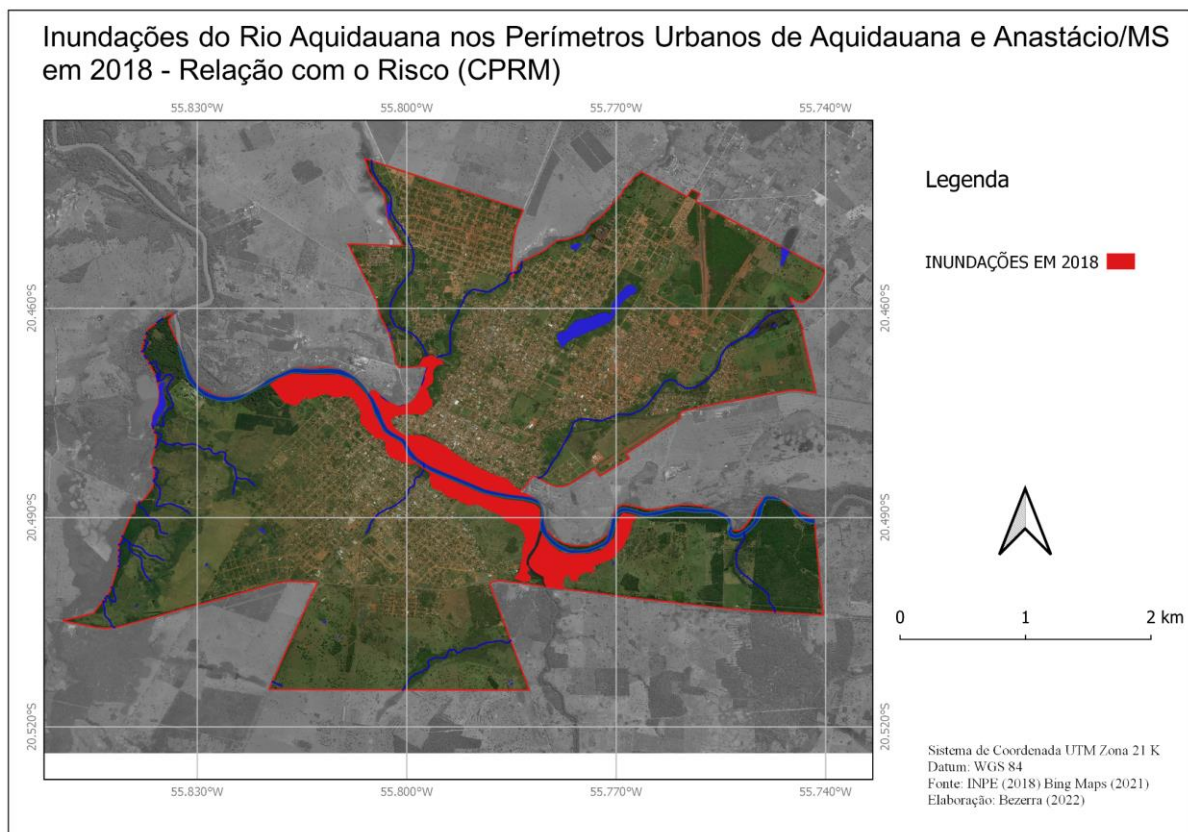 Inundações do Rio Aquidauana nos Perímetros Urbanos de Aquidauana e Anastácio/MS
em 2018 - Relação com o Risco (CPRM)
55.830°W 55.800°W 55.770°W 55.740°W
Legenda
INUNDAÇÕES EM 2018
20.460°S 20.460°S
20.490°S 20.490°S
0 1 2 km
20.520°S 20.520°S
Sistema de Coordenada UTM Zona 21 K
Datum: WGS 84
Fonte: INPE (2018) Bing Maps (2021)
Elaboração: Bezerra (2022)
55.830°W 55.800°W 55.770°W 55.740°W